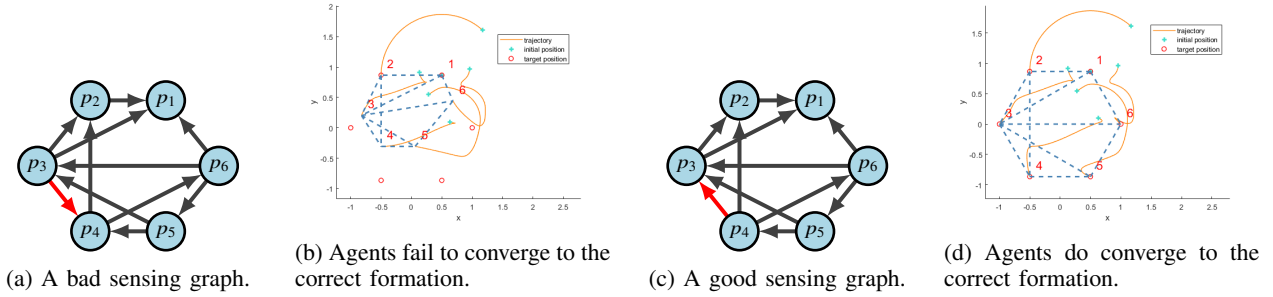 p2 p1
p3 p6
p4 p5
(a) A bad sensing graph.
2
1.5
1
0.5
0
-0.5
-1
y
-1 -0.5 0 0.5 1 1.5 2 2.5
x
trajectory
initial position
target position
2 1
3 6
4 5
(b) Agents fail to converge to the
correct formation.
p2 p1
p3 p6
p4 p5
(c) A good sensing graph.
1.5
1
0.5
0
-0.5
-1
y
-1 -0.5 0 0.5 1 1.5 2 2.5
x
trajectory
initial position
target position
2 1
3 6
4 5
(d) Agents do converge to the
correct formation.